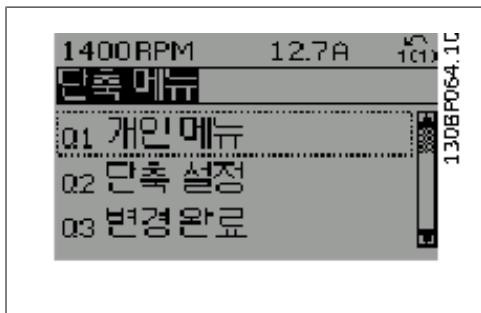 1400 RPM 12.7A 1(1)
단축 메뉴
Q1 개인 메뉴
Q2 단축 설정
Q3 변경 완료
130BP064.10